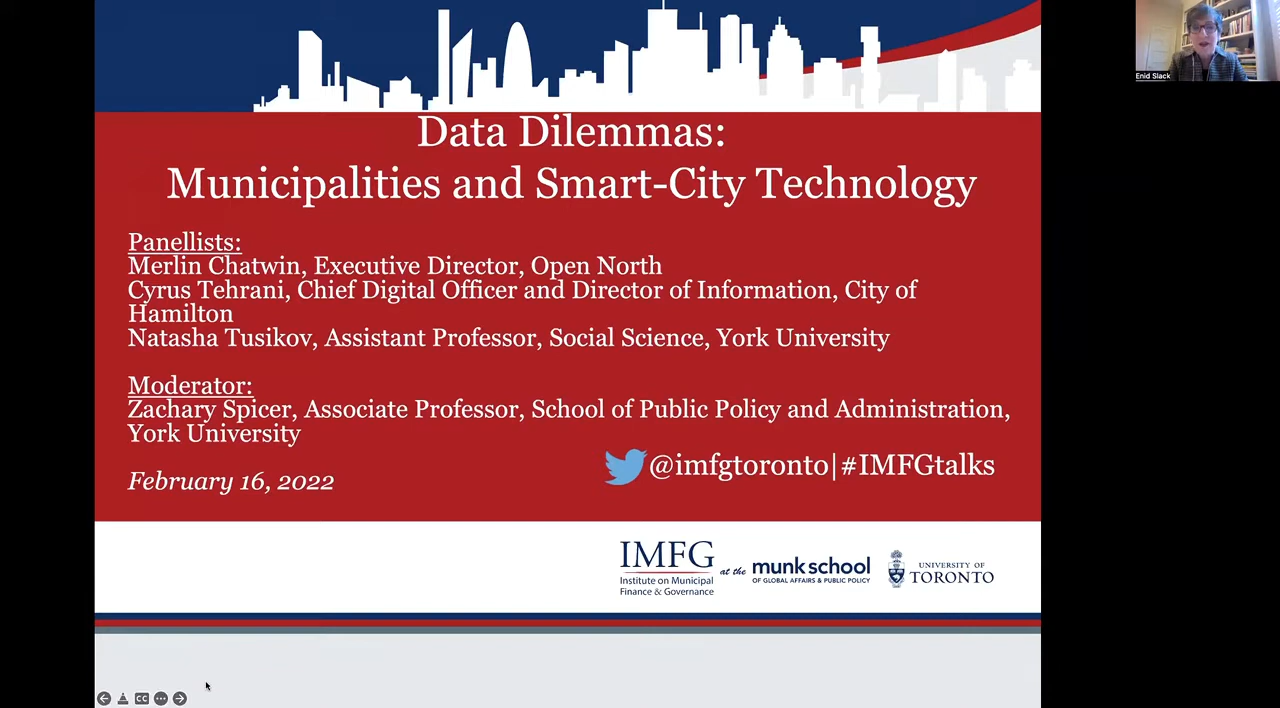 Enid Slack
Data Dilemmas:
Municipalities and Smart-City Technology
Panellists:
Merlin Chatwin, Executive Director, Open North
Cyrus Tehrani, Chief Digital Officer and Director of Information, City of
Hamilton
Natasha Tusikov, Assistant Professor, Social Science, York University
Moderator:
Zachary Spicer, Associate Professor, School of Public Policy and Administration,
York University
@imfgtoronto|#IMFGtalks
February 16, 2022
IMFG
Institute on Municipal
Finance & Governance
at the
munk school
OF GLOBAL AFFAIRS & PUBLIC POLICY
UNIVERSITY OF
TORONTO
CC